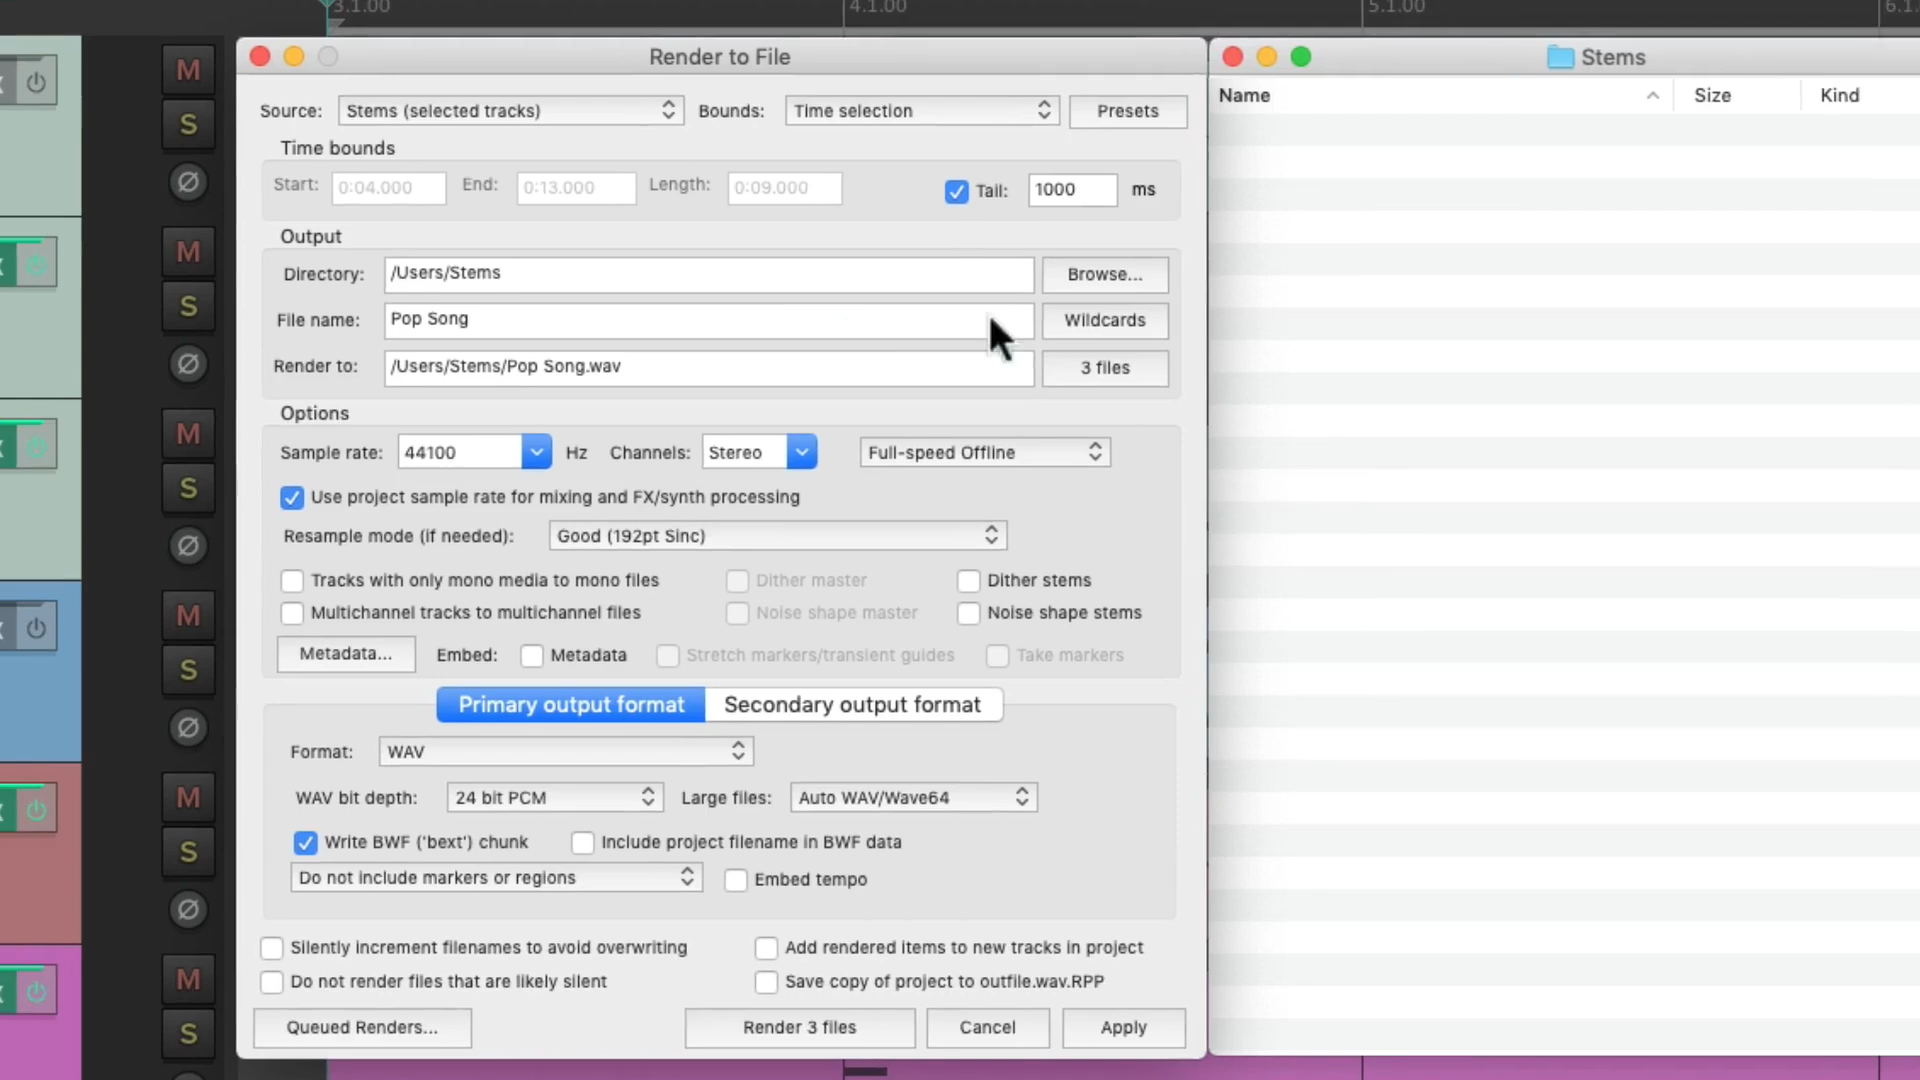 3.1.00
4.1.00
5.1.00
6.1.
M
S
Ø
M
S
Ø
M
S
Ø
M
S
Ø
M
S
Ø
M
S
Render to File
Source: Stems (selected tracks) Bounds: Time selection Presets
Time bounds
Start: 0:04.000 End: 0:13.000 Length: 0:09.000 Tail: 1000 ms
Output
Directory: /Users/Stems Browse...
File name: Pop Song Wildcards
Render to: /Users/Stems/Pop Song.wav 3 files
Options
Sample rate: 44100 Hz Channels: Stereo Full-speed Offline
Use project sample rate for mixing and FX/synth processing
Resample mode (if needed): Good (192pt Sinc)
Tracks with only mono media to mono files Dither master Dither stems
Multichannel tracks to multichannel files Noise shape master Noise shape stems
Metadata... Embed: Metadata Stretch markers/transient guides Take markers
Primary output format Secondary output format
Format: WAV
WAV bit depth: 24 bit PCM Large files: Auto WAV/Wave64
Write BWF ('bext') chunk Include project filename in BWF data
Do not include markers or regions Embed tempo
Silently increment filenames to avoid overwriting Add rendered items to new tracks in project
Do not render files that are likely silent Save copy of project to outfile.wav.RPP
Queued Renders... Render 3 files Cancel Apply
Stems
Name Size Kind